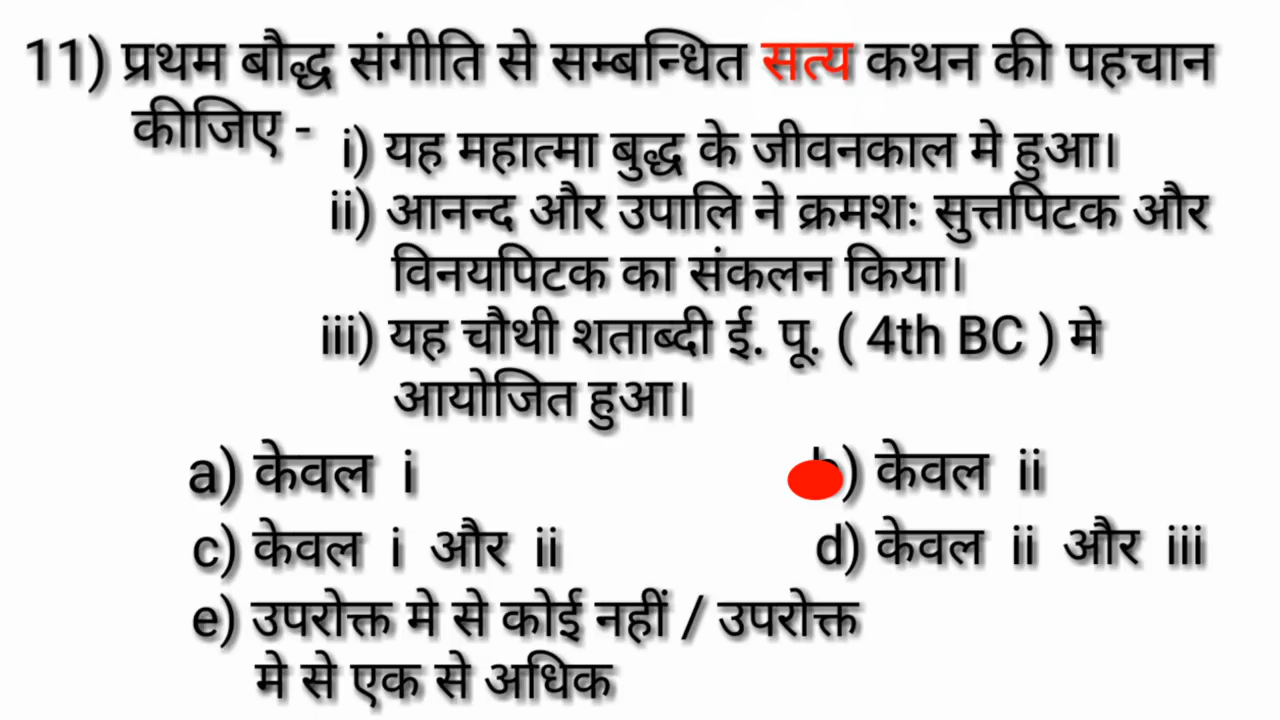 11) प्रथम बौद्ध संगीति से सम्बन्धित सत्य कथन की पहचान
कीजिए -
i) यह महात्मा बुद्ध के जीवनकाल मे हुआ।
ii) आनन्द और उपालि ने क्रमशः सुत्तपिटक और
विनयपिटक का संकलन किया।
iii) यह चौथी शताब्दी ई. पू. ( 4th BC ) मे
आयोजित हुआ।
a) केवल i
b) केवल ii
c) केवल i और ii
d) केवल ii और iii
e) उपरोक्त मे से कोई नहीं / उपरोक्त
मे से एक से अधिक